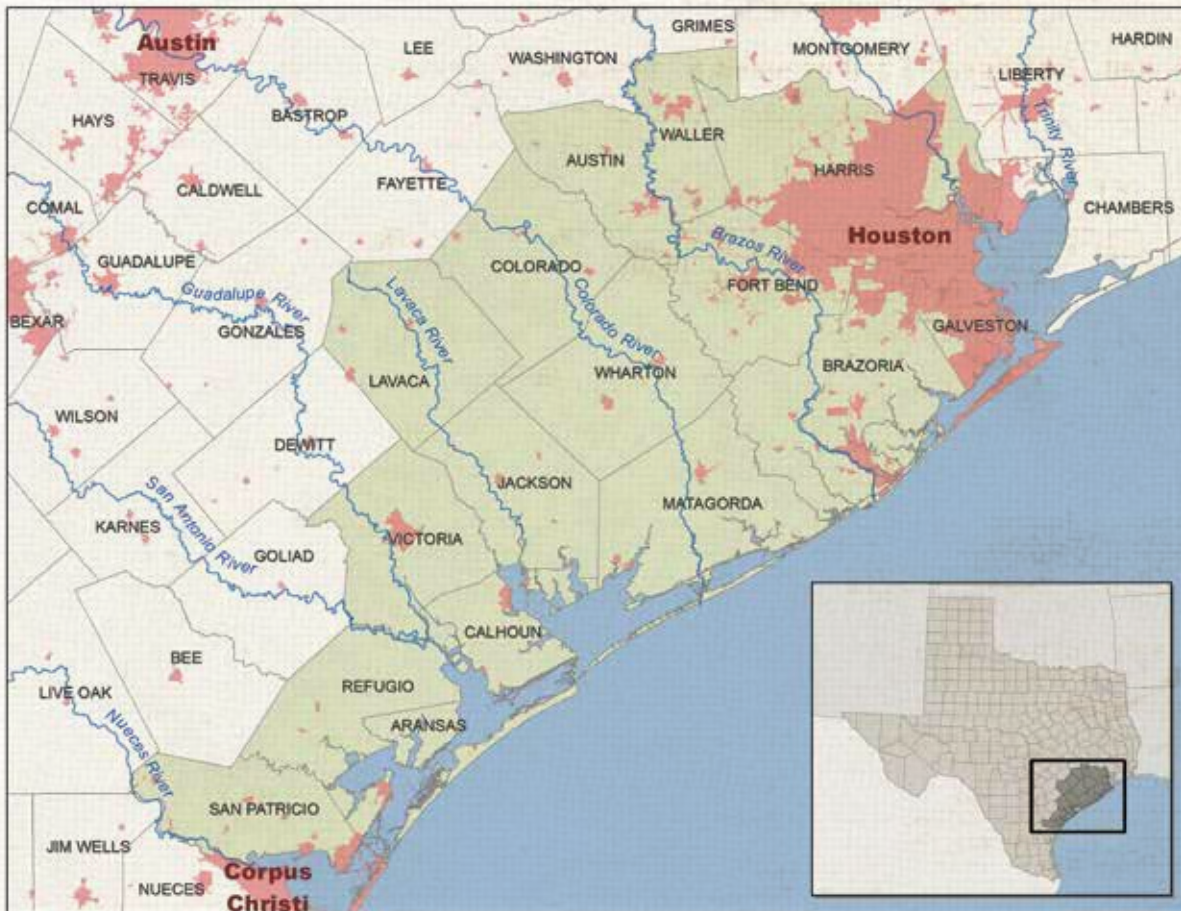 GRIMES
Austin
LEE
MONTGOMERY
HARDIN
WASHINGTON
TRAVIS
LIBERTY
BASTROP
HAYS
Trinity River
WALLER
AUSTIN
HARRIS
FAYETTE
CALDWELL
COMAL
CHAMBERS
Houston
Brazos River
GUADALUPE
COLORADO
FORT BEND
Guadalupe River
Lavaca River
Colorado River
BEXAR
GONZALES
GALVESTON
BRAZORIA
WHARTON
LAVACA
WILSON
DEWITT
JACKSON
MATAGORDA
San Antonio River
KARNES
VICTORIA
GOLIAD
CALHOUN
BEE
REFUGIO
LIVE OAK
ARANSAS
Nueces River
SAN PATRICIO
JIM WELLS
Corpus
Christi
NUECES